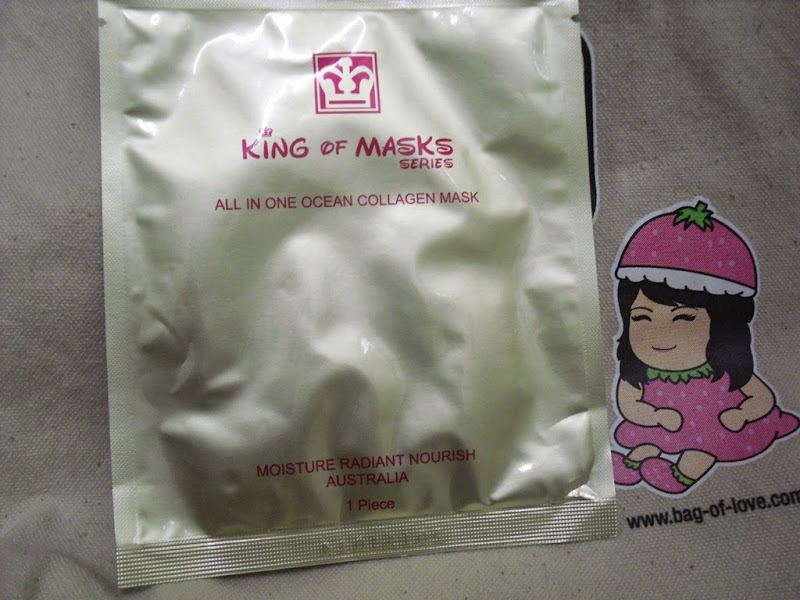 KING OF MASKS
SERIES
ALL IN ONE OCEAN COLLAGEN MASK
MOISTURE RADIANT NOURISH
AUSTRALIA
1 Piece
www.bag-of-love.com